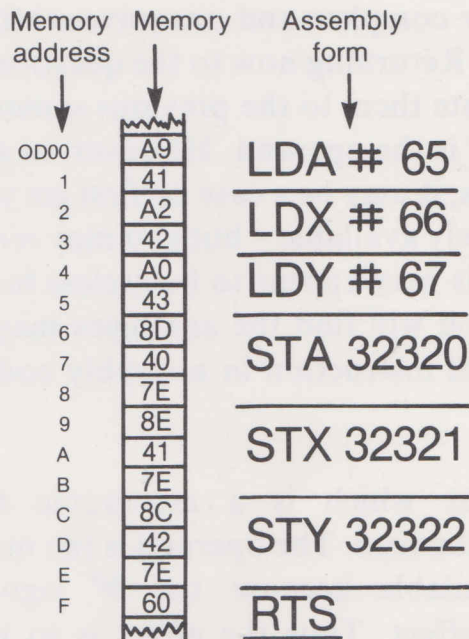 Memory Memory Assembly
address form
OD00 A9 LDA # 65
1 41
2 A2 LDX # 66
3 42
4 A0 LDY # 67
5 43
6 8D STA 32320
7 40
8 7E
9 8E STX 32321
A 41
B 7E
C 8C STY 32322
D 42
E 7E
F 60 RTS